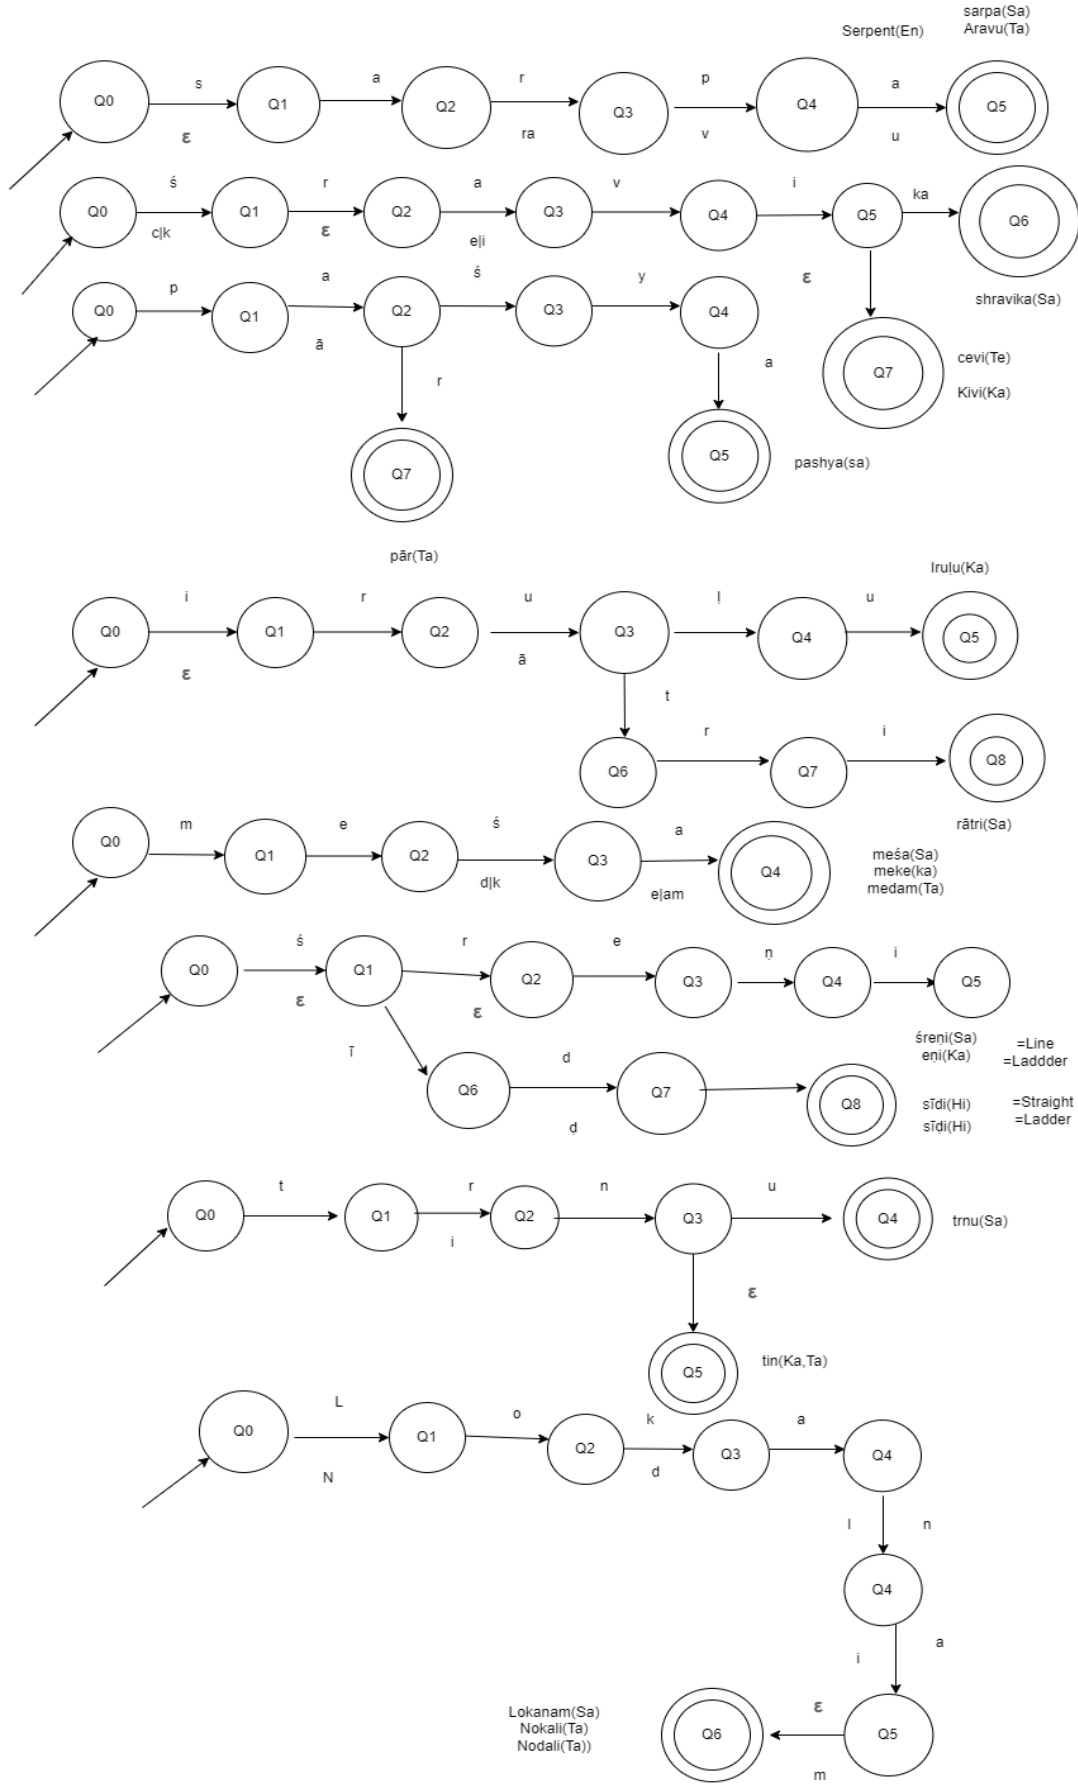 sarpa(Sa)
Serpent(En) Aravu(Ta)
s a r p a
Q0 Q1 Q2 Q3 Q4 Q5
ε ra v u
ś r a v i ka
Q0 Q1 Q2 Q3 Q4 Q5 Q6
c|k ε e|i
ε
shravika(Sa)
p a ś y
Q0 Q1 Q2 Q3 Q4
ā
r a
Q7 cevi(Te)
Kivi(Ka)
Q7 Q5 pashya(sa)
pār(Ta)
Iruḷu(Ka)
i r u ḷ u
Q0 Q1 Q2 Q3 Q4 Q5
ε ā
t
r i
Q6 Q7 Q8
rātri(Sa)
m e ś a
Q0 Q1 Q2 Q3 Q4
d|k e|am
meśa(Sa)
meke(ka)
medam(Ta)
ś r e ṇ i
Q0 Q1 Q2 Q3 Q4 Q5
ε ε
śreṇi(Sa) =Line
eṇi(Ka) =Laddder
ī d
Q6 Q7 Q8
ḍ
sīdi(Hi) =Straight
sīḍi(Hi) =Ladder
t r n u
Q0 Q1 Q2 Q3 Q4 trnu(Sa)
i
ε
Q5 tin(Ka,Ta)
L o k a
Q0 Q1 Q2 Q3 Q4
N d
l n
Q4
i a
Lokanam(Sa)
Nokali(Ta)
Nodali(Ta))
ε
Q6 Q5
m